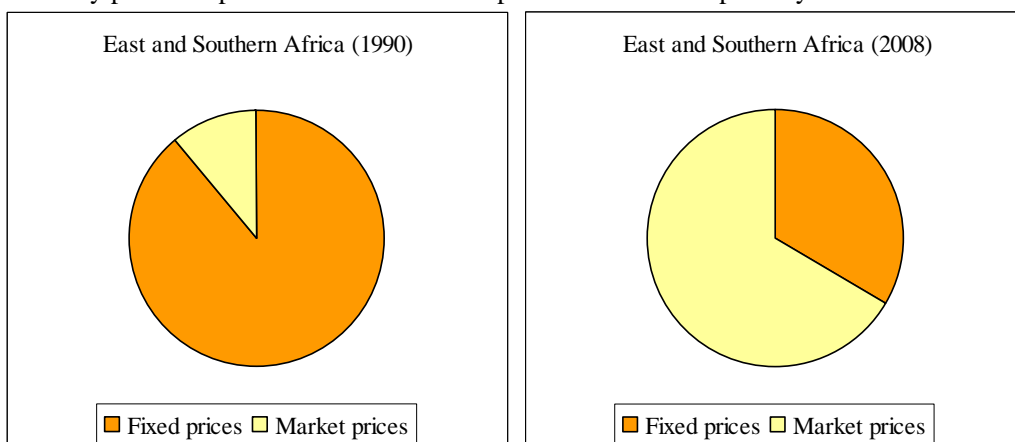 East and Southern Africa (1990)
Fixed prices Market prices
East and Southern Africa (2008)
Fixed prices Market prices